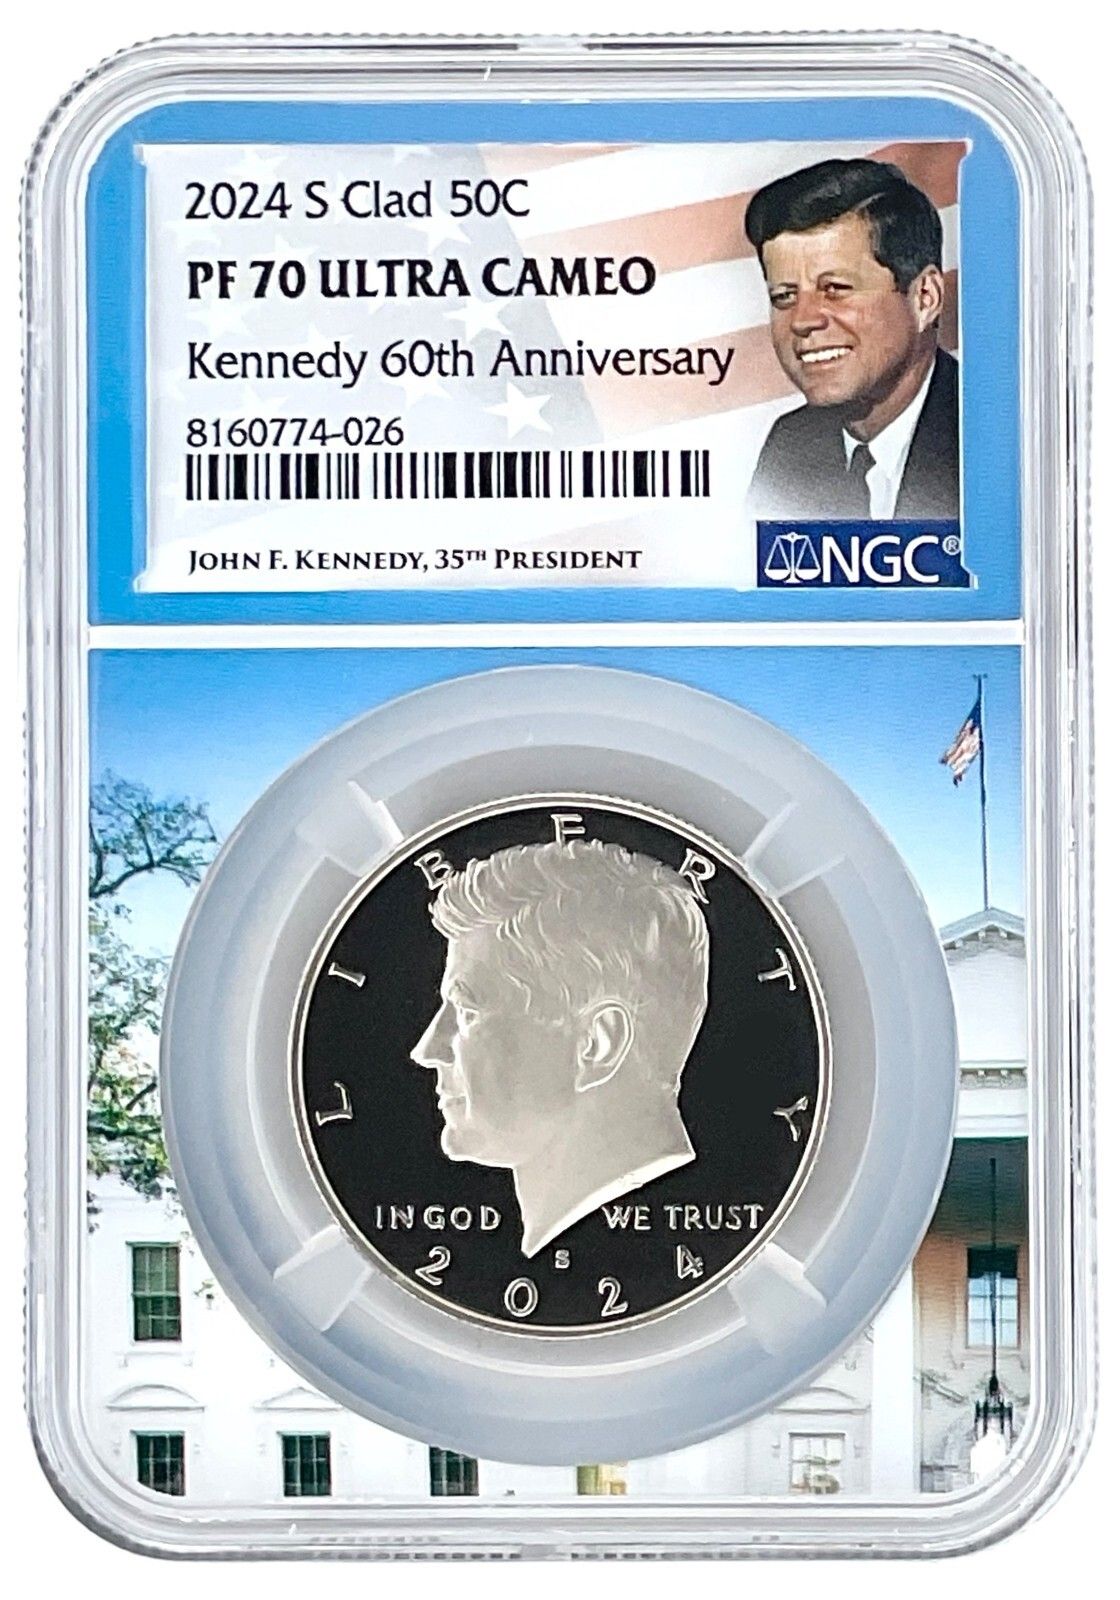 2024 S Clad 50C
PF 70 ULTRA CAMEO
Kennedy 60th Anniversary
8160774-026
JOHN F. KENNEDY, 35TH PRESIDENT
NGC®
LIBERTY
IN GOD WE TRUST
S
2024